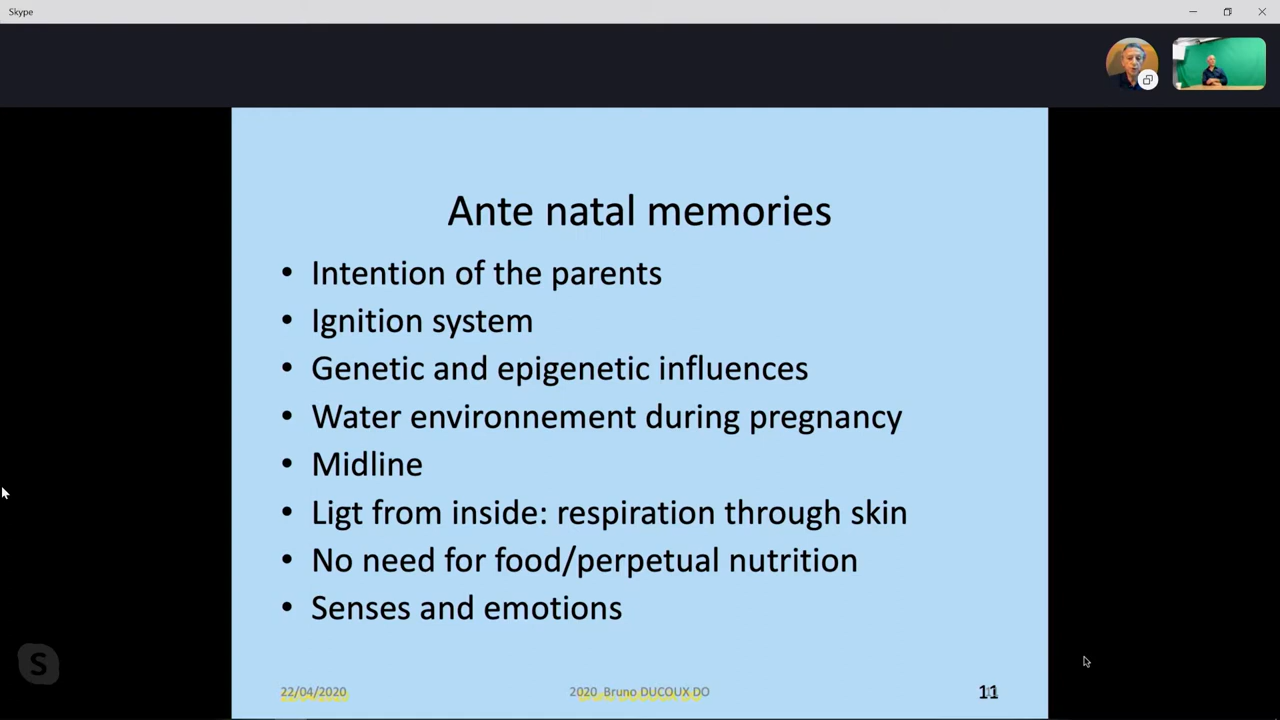 Skype
Ante natal memories
• Intention of the parents
• Ignition system
• Genetic and epigenetic influences
• Water environnement during pregnancy
• Midline
• Ligt from inside: respiration through skin
• No need for food/perpetual nutrition
• Senses and emotions
22/04/2020
2020 Bruno DUCOUX DO
11